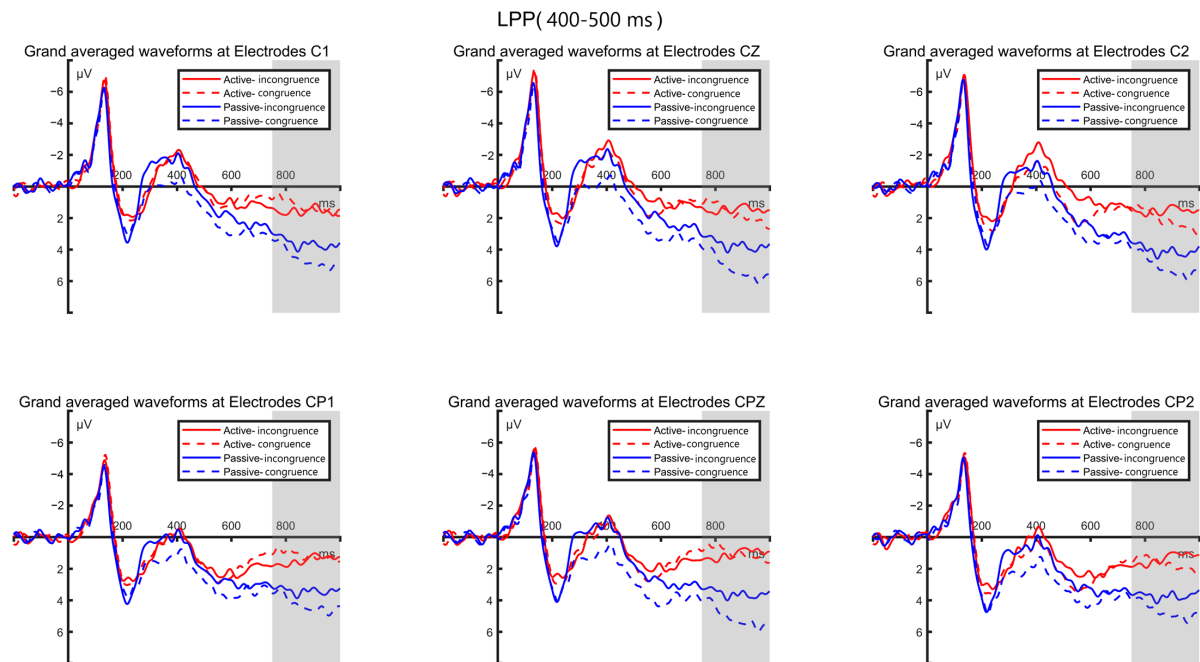 LPP( 400-500 ms )
Grand averaged waveforms at Electrodes C1
μV
-6
-4
-2
2
4
6
200
400
600
800
ms
Active- incongruence
Active- congruence
Passive-incongruence
Passive- congruence
Grand averaged waveforms at Electrodes CZ
μV
-6
-4
-2
2
4
6
200
400
600
800
ms
Active- incongruence
Active- congruence
Passive-incongruence
Passive- congruence
Grand averaged waveforms at Electrodes C2
μV
-6
-4
-2
2
4
6
200
400
600
800
ms
Active- incongruence
Active- congruence
Passive-incongruence
Passive- congruence
Grand averaged waveforms at Electrodes CP1
μV
-6
-4
-2
2
4
6
200
400
600
800
ms
Active- incongruence
Active- congruence
Passive-incongruence
Passive- congruence
Grand averaged waveforms at Electrodes CPZ
μV
-6
-4
-2
2
4
6
200
400
600
800
ms
Active- incongruence
Active- congruence
Passive-incongruence
Passive- congruence
Grand averaged waveforms at Electrodes CP2
μV
-6
-4
-2
2
4
6
200
400
600
800
ms
Active- incongruence
Active- congruence
Passive-incongruence
Passive- congruence